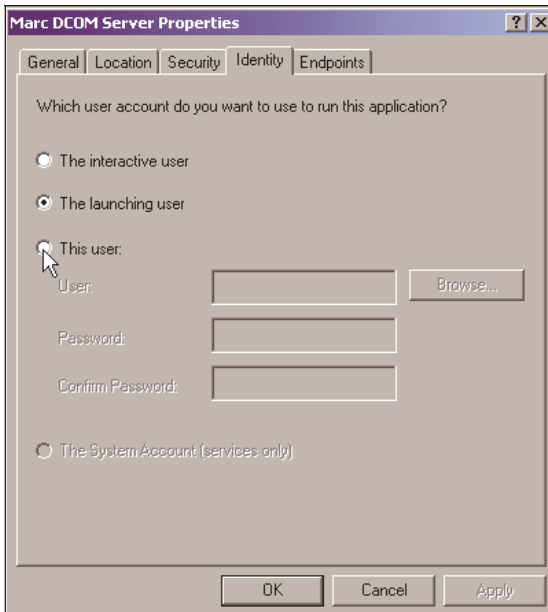 Marc DCOM Server Properties
General Location Security Identity Endpoints
Which user account do you want to use to run this application?
The interactive user
The launching user
This user:
User: Browse...
Password:
Confirm Password:
The System Account (services only)
OK Cancel Apply